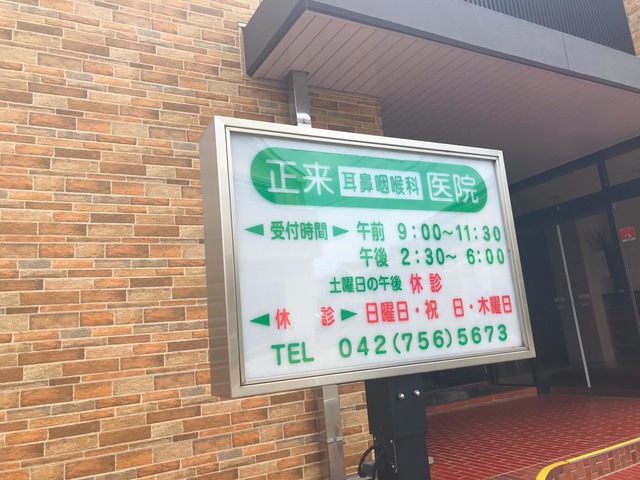 正来 耳鼻咽喉科 医院
◀受付時間▶ 午前 9:00〜11:30
午後 2:30〜6:00
土曜日の午後 休診
◀休 診▶ 日曜日・祝 日・木曜日
TEL 042(756)5673